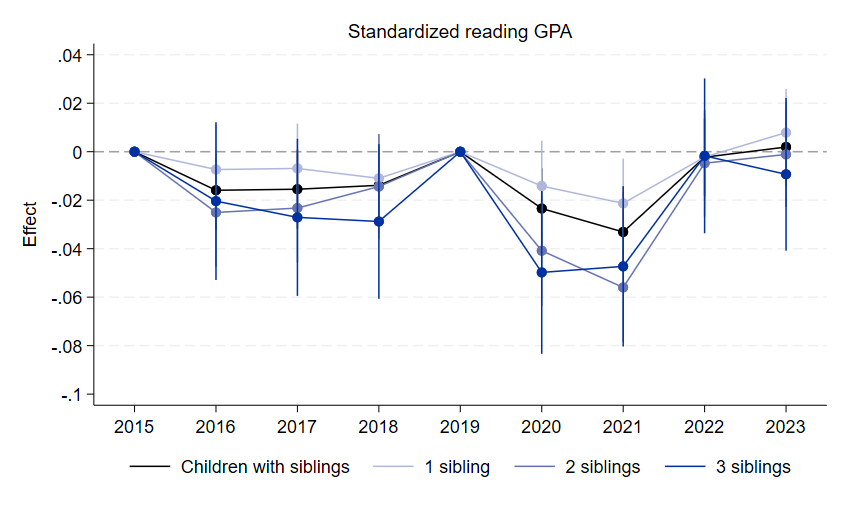 Standardized reading GPA
Effect
.04
.02
0
-.02
-.04
-.06
-.08
-.1
2015 2016 2017 2018 2019 2020 2021 2022 2023
Children with siblings 1 sibling 2 siblings 3 siblings